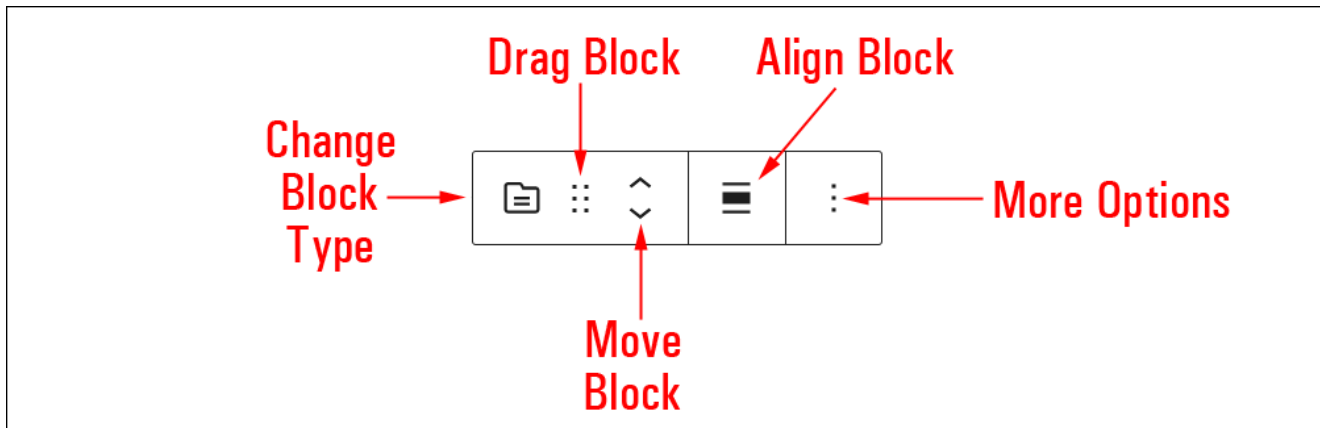 Drag Block
Align Block
Change
Block
Type
More Options
Move
Block